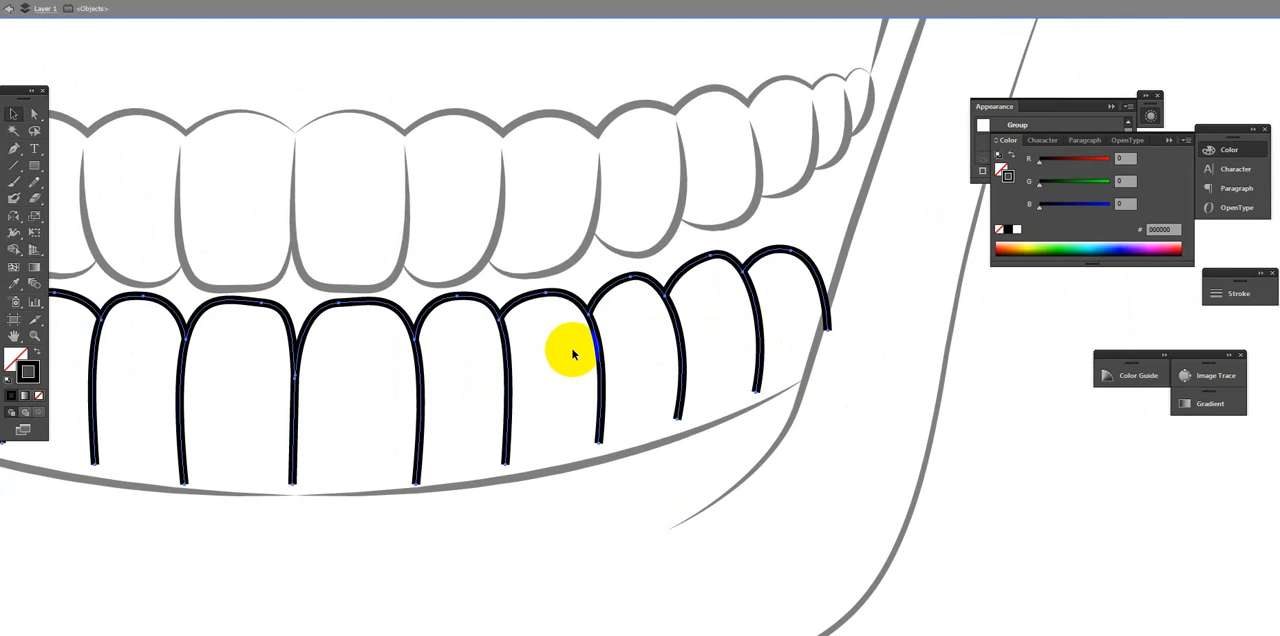 Layer 1 <Objects>
Appearance
Group
Color Character Paragraph OpenType
R 0
G 0
B 0
# 000000
Color
Character
Paragraph
OpenType
Stroke
Color Guide
Image Trace
Gradient